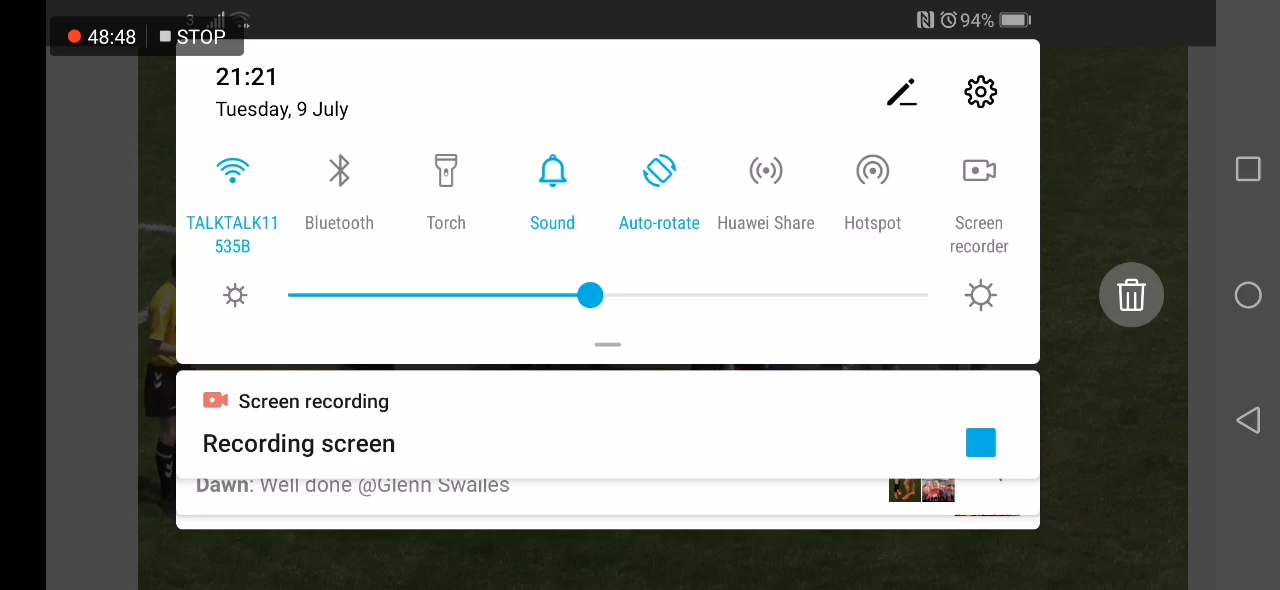 3
94%
48:48 STOP
21:21
Tuesday, 9 July
TALKTALK11
535B
Bluetooth
Torch
Sound
Auto-rotate
Huawei Share
Hotspot
Screen
recorder
Screen recording
Recording screen
Dawn: Well done @Glenn Swailes